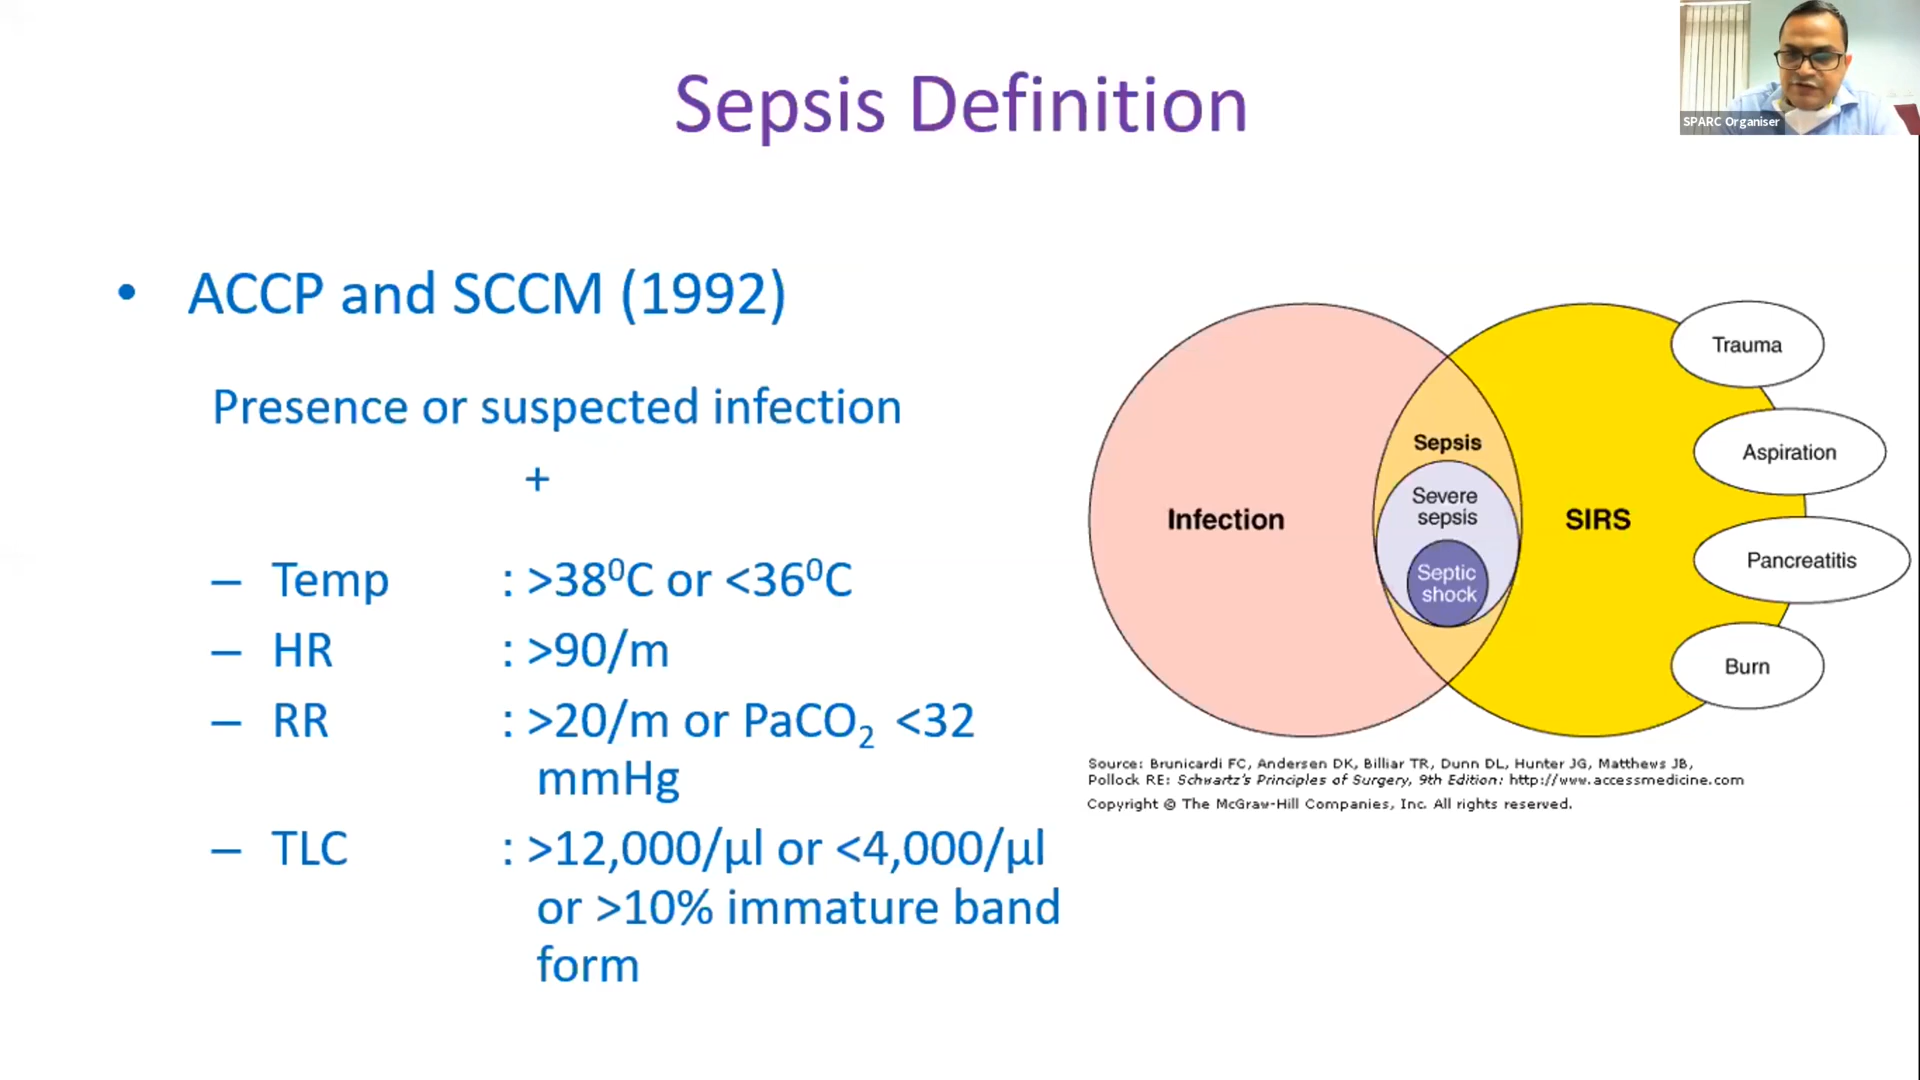 Sepsis Definition
SPARC Organiser
• ACCP and SCCM (1992)
Presence or suspected infection
+
– Temp : >38⁰C or <36⁰C
– HR : >90/m
– RR : >20/m or PaCO₂ <32
mmHg
– TLC : >12,000/µl or <4,000/µl
or >10% immature band
form
Infection
Sepsis
Severe
sepsis
Septic
shock
SIRS
Trauma
Aspiration
Pancreatitis
Burn
Source: Brunicardi FC, Andersen DK, Billiar TR, Dunn DL, Hunter JG, Matthews JB,
Pollock RE: Schwartz's Principles of Surgery, 9th Edition: http://www.accessmedicine.com
Copyright © The McGraw-Hill Companies, Inc. All rights reserved.